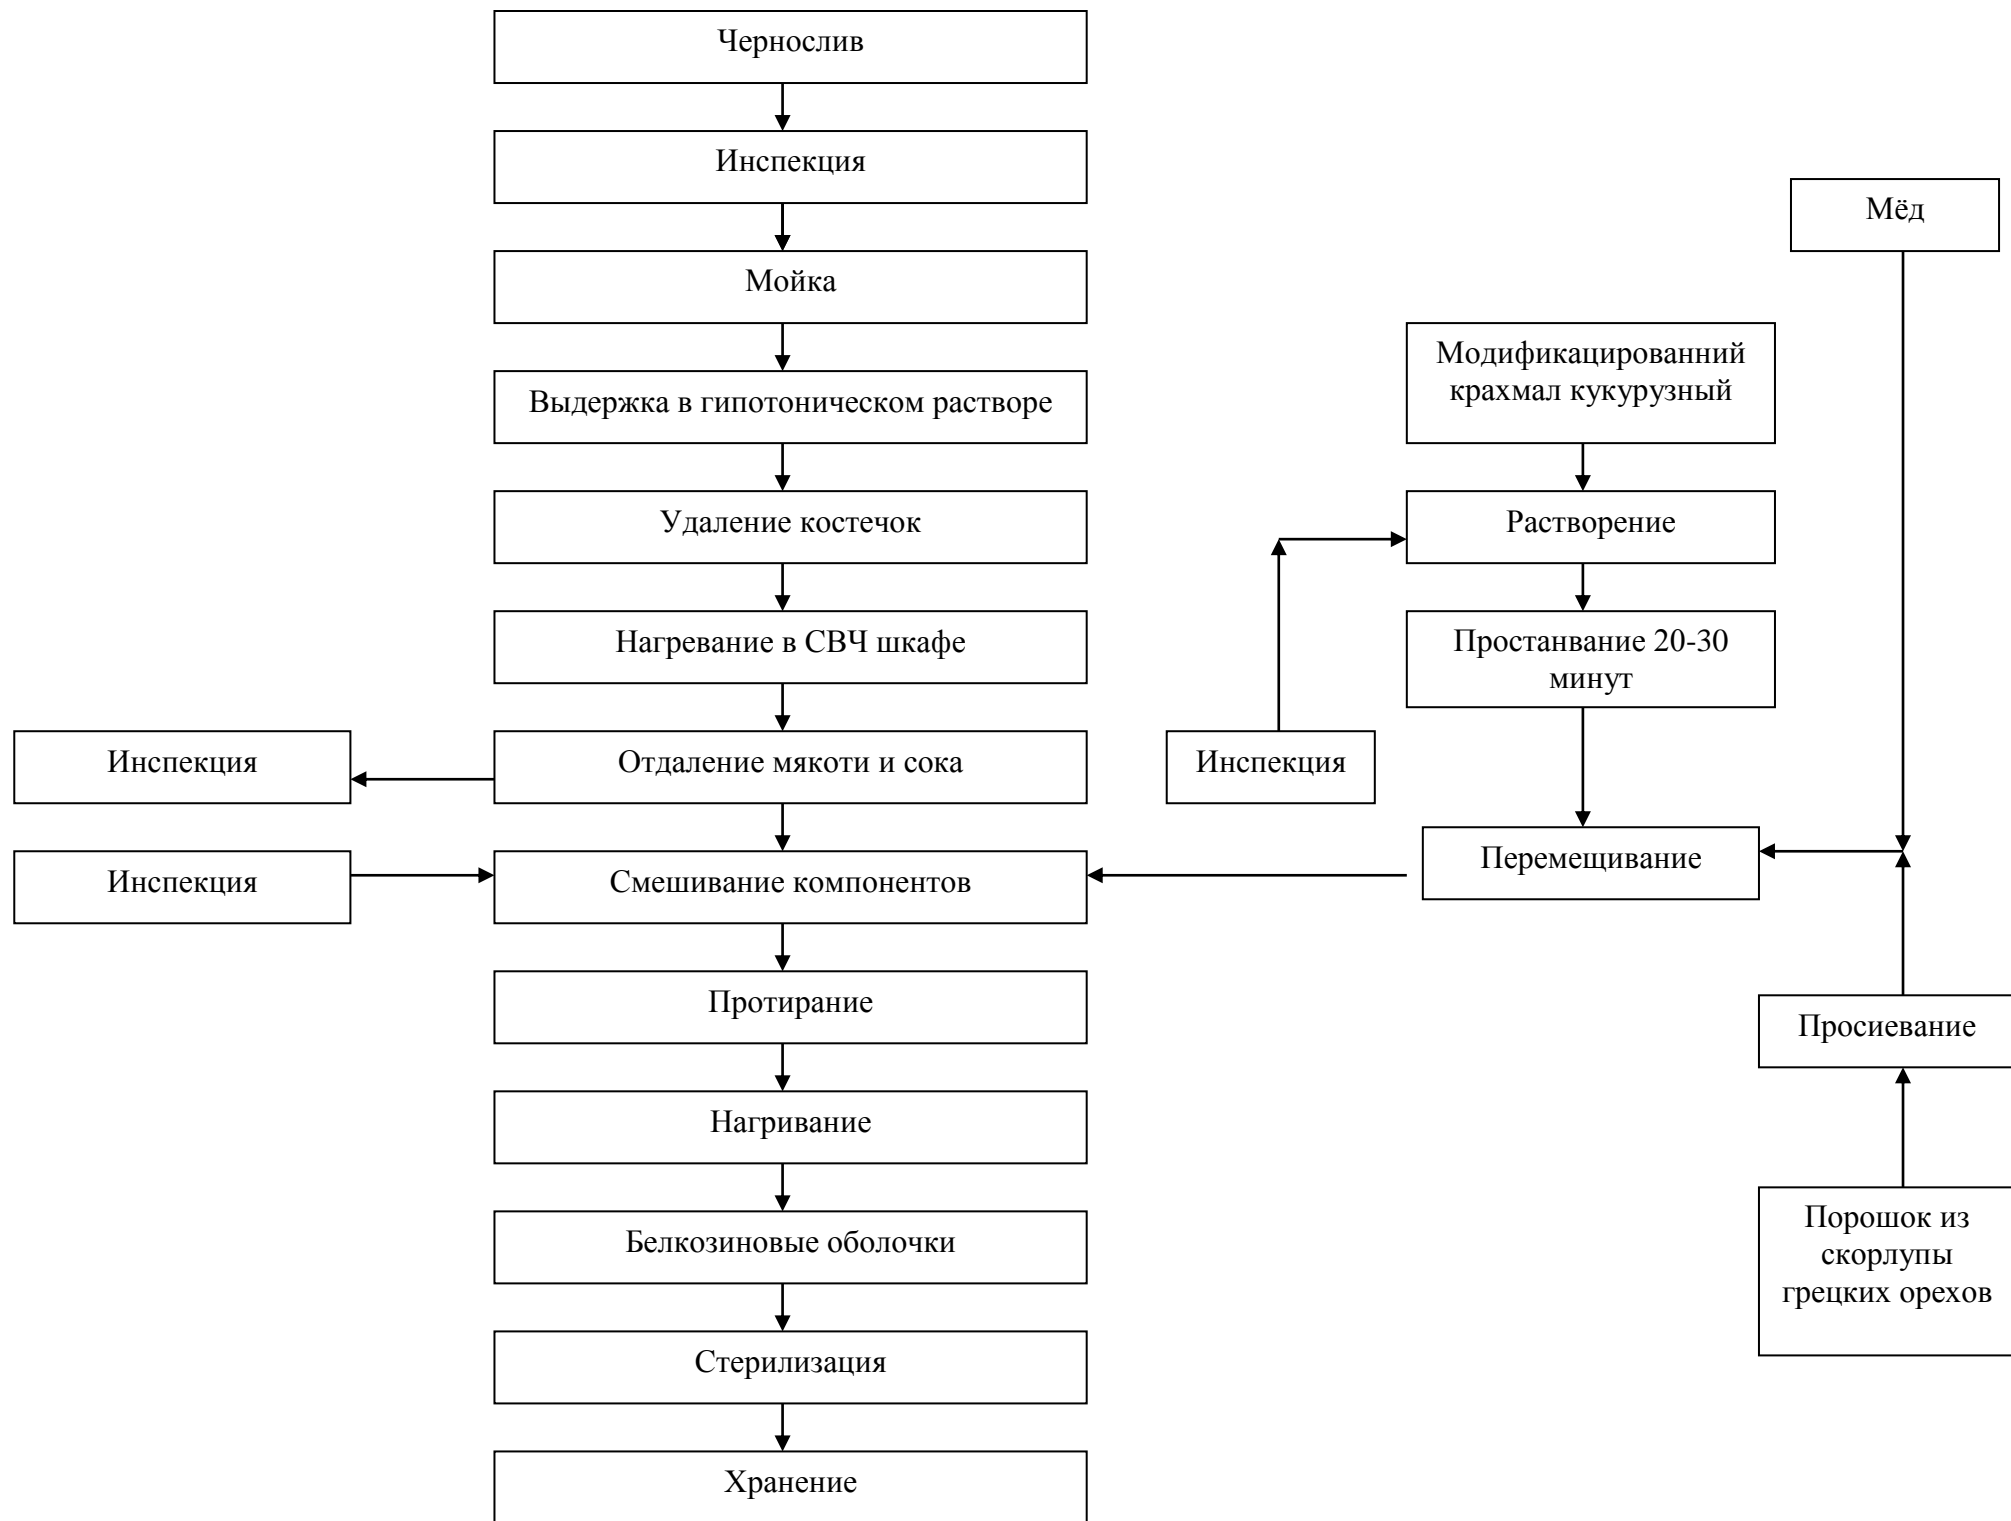 Чернослив
Инспекция
Мёд
Мойка
Модификацированний
крахмал кукурузный
Выдержка в гипотоническом растворе
Удаление костечок
Растворение
Нагревание в СВЧ шкафе
Простанвание 20-30
минут
Инспекция
Отдаление мякоти и сока
Инспекция
Инспекция
Смешивание компонентов
Перемещивание
Протирание
Просиевание
Нагривание
Белкозиновые оболочки
Порошок из
скорлупы
грецких орехов
Стерилизация
Хранение